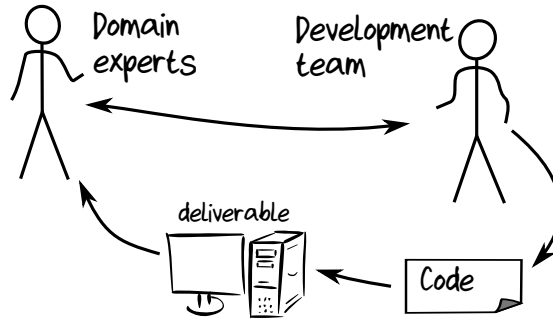 Domain
experts
Development
team
deliverable
Code